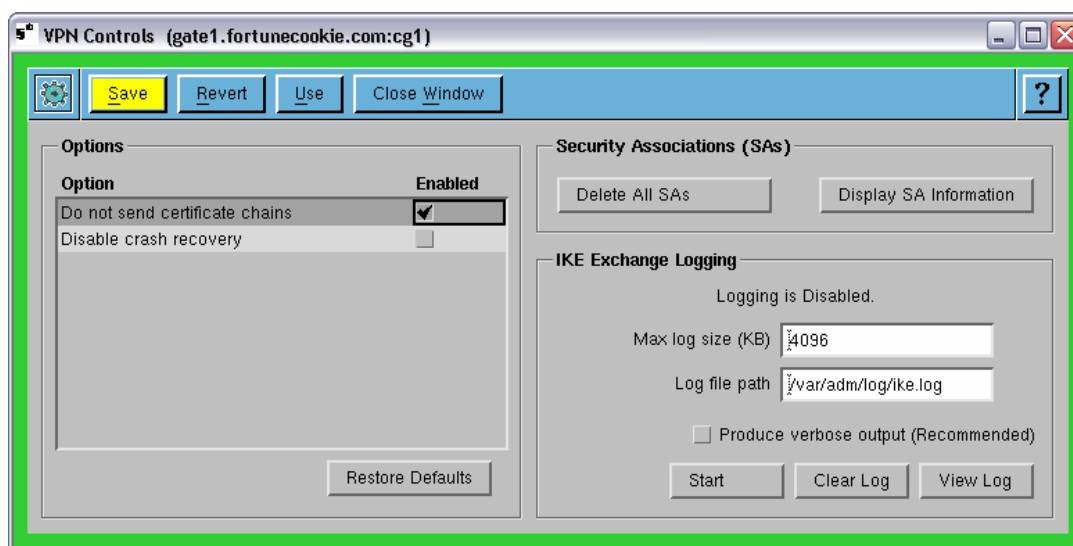 VPN Controls (gate1.fortunecookie.com:cg1)
Save Revert Use Close Window ?
Options
Option Enabled
Do not send certificate chains
Disable crash recovery
Restore Defaults
Security Associations (SAs)
Delete All SAs Display SA Information
IKE Exchange Logging
Logging is Disabled.
Max log size (KB) 4096
Log file path /var/adm/log/ike.log
Produce verbose output (Recommended)
Start Clear Log View Log